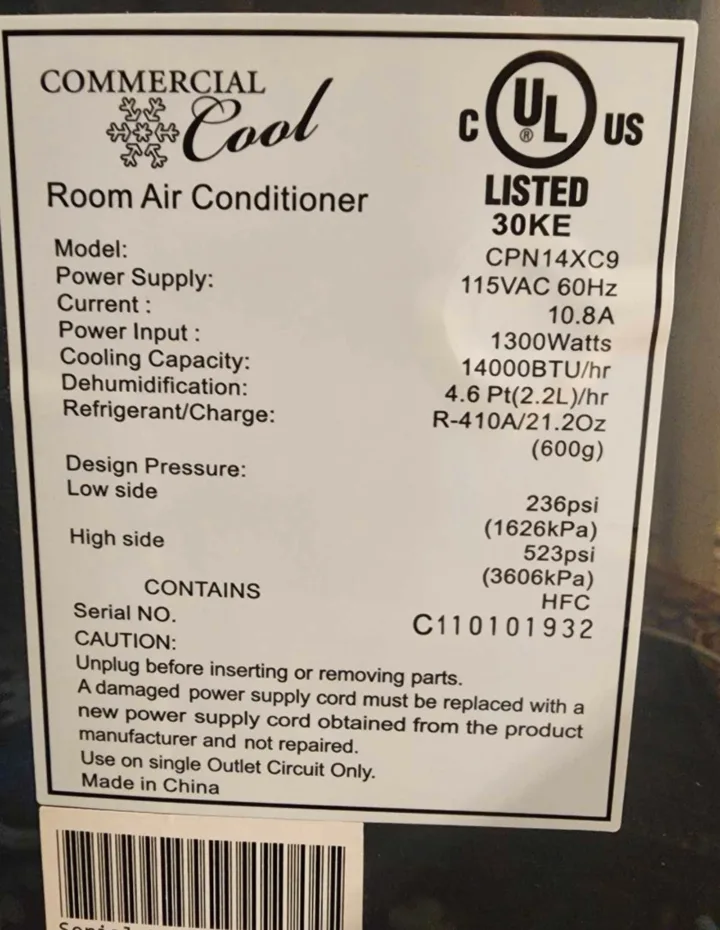 COMMERCIAL
Cool
C UL ® US
LISTED
30KE
Room Air Conditioner
Model: CPN14XC9
Power Supply: 115VAC 60Hz
Current : 10.8A
Power Input : 1300Watts
Cooling Capacity: 14000BTU/hr
Dehumidification: 4.6 Pt(2.2L)/hr
Refrigerant/Charge: R-410A/21.2Oz
(600g)
Design Pressure:
Low side 236psi
(1626kPa)
High side 523psi
(3606kPa)
CONTAINS HFC
Serial NO. C110101932
CAUTION:
Unplug before inserting or removing parts.
A damaged power supply cord must be replaced with a
new power supply cord obtained from the product
manufacturer and not repaired.
Use on single Outlet Circuit Only.
Made in China